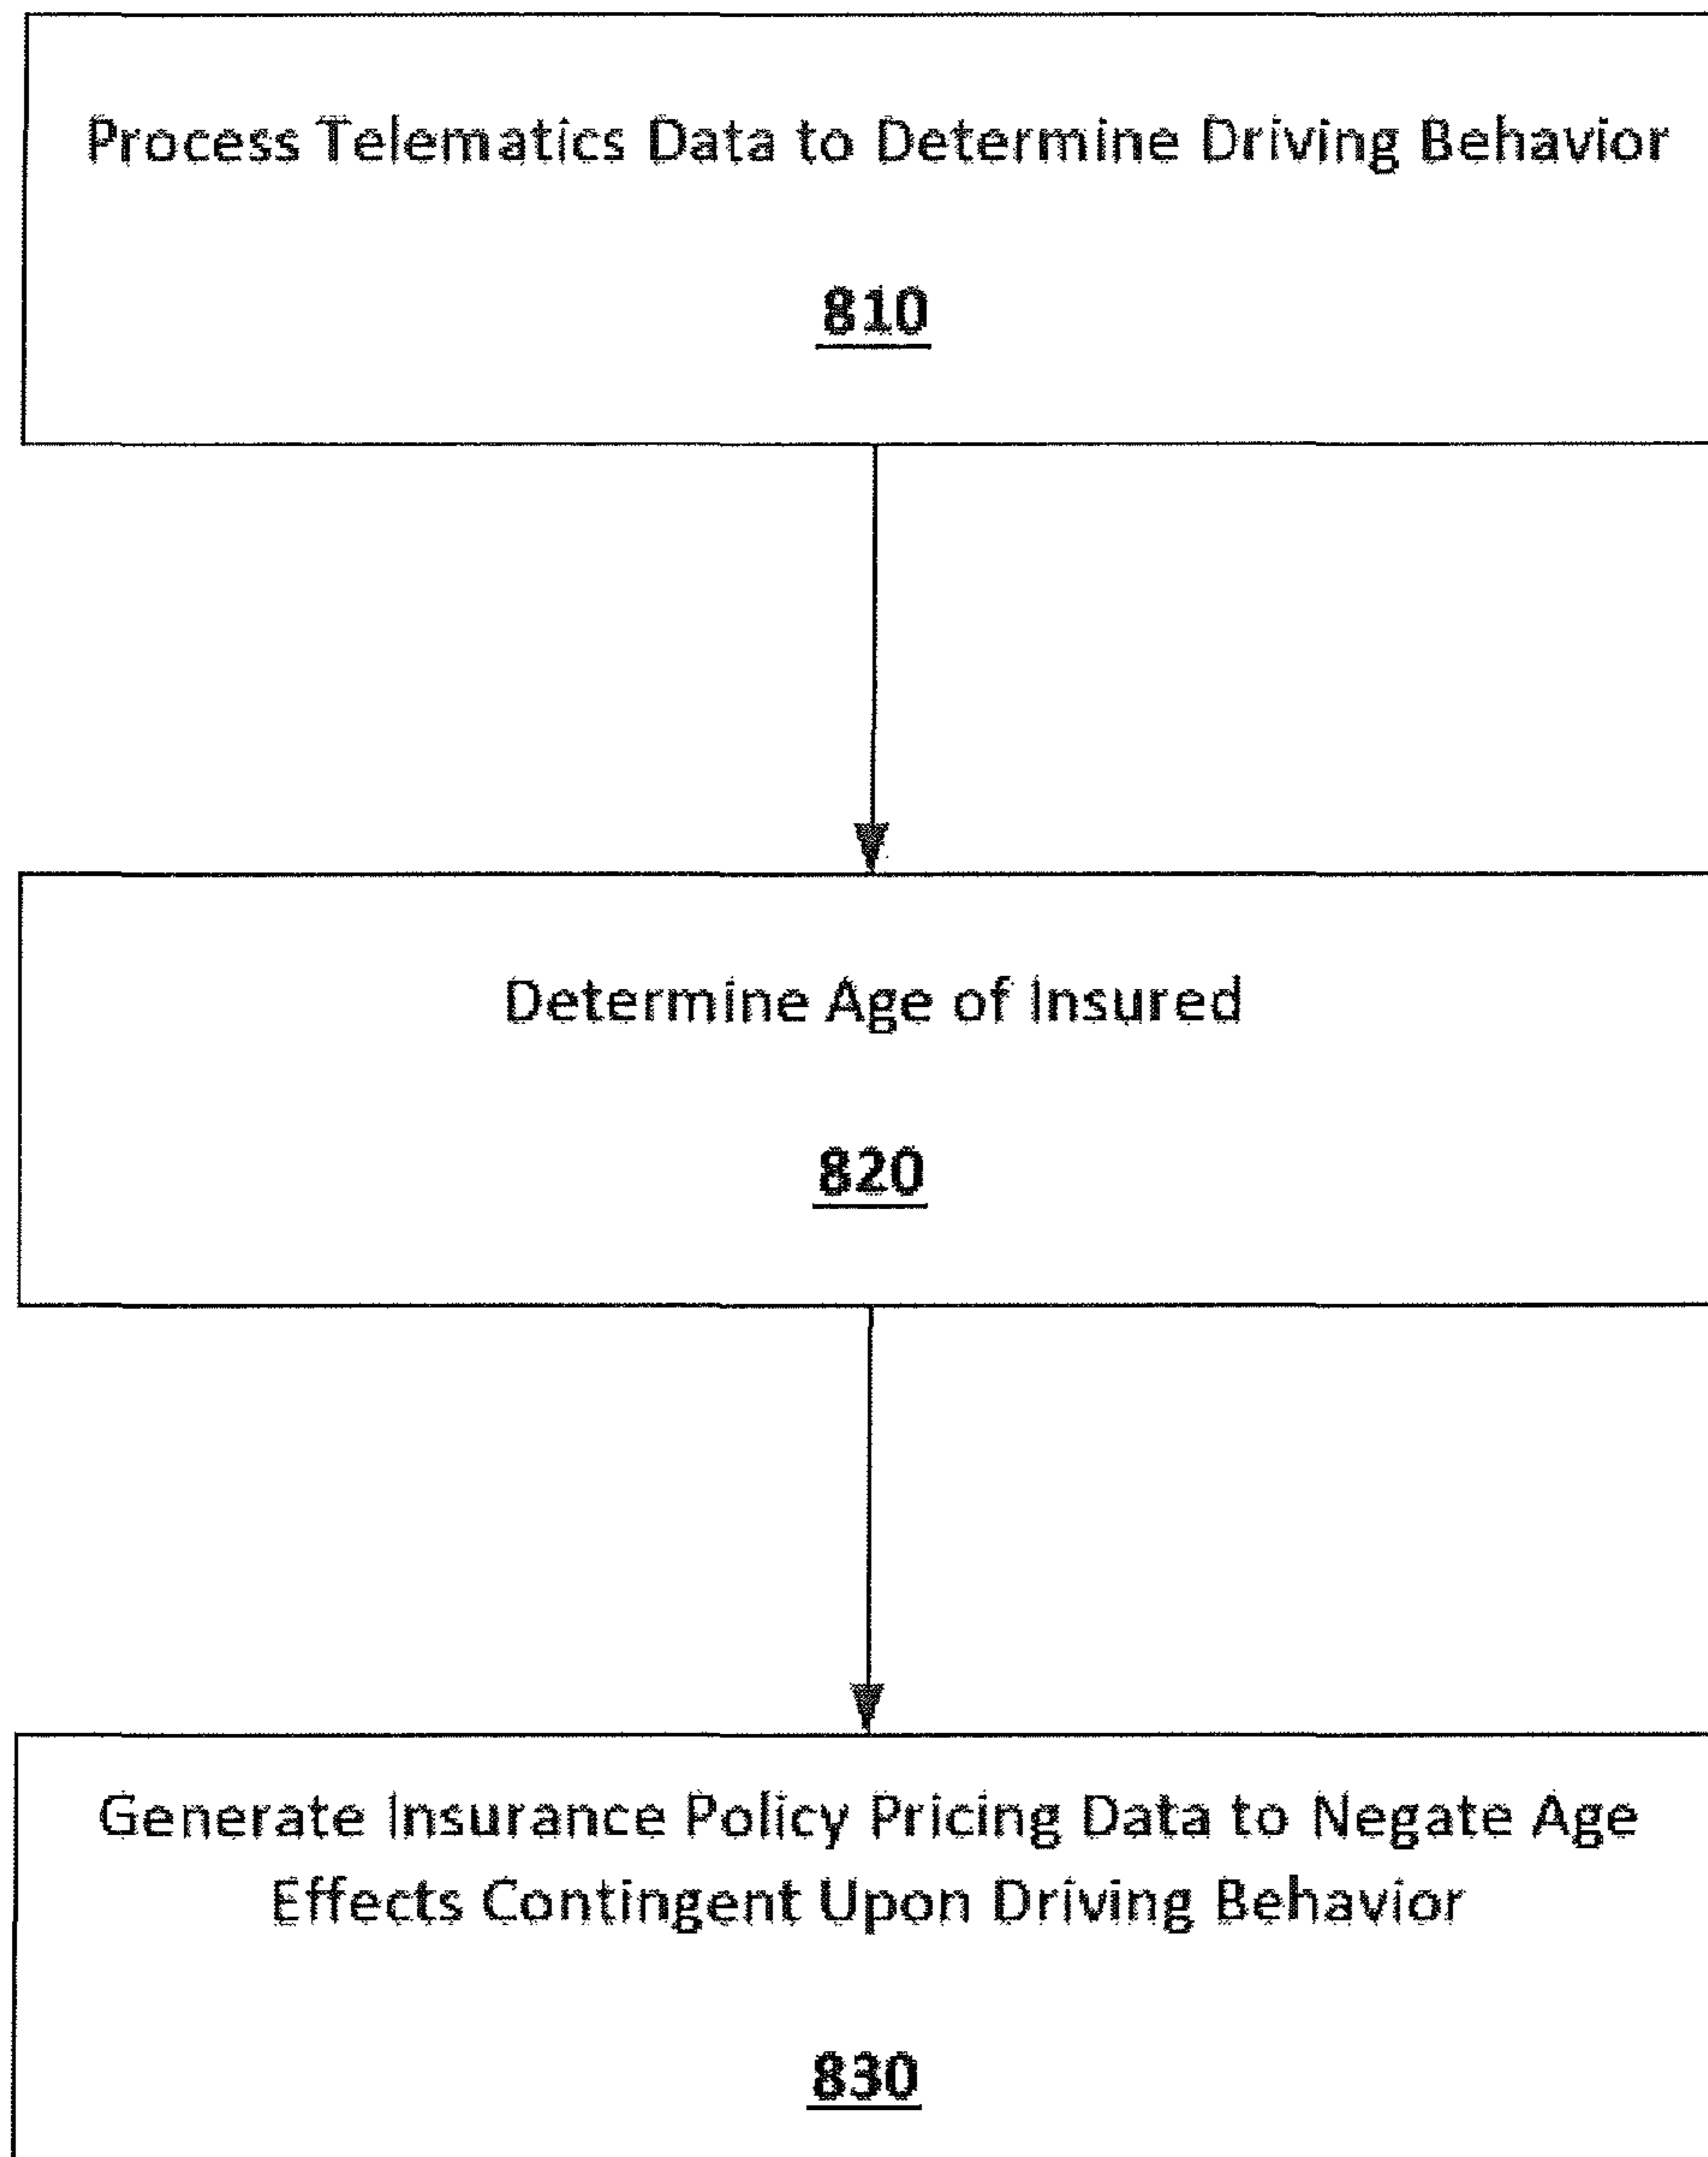 Process Telematics Data to Determine Driving Behavior
810
Determine Age of Insured
820
Generate Insurance Policy Pricing Data to Negate Age
Effects Contingent Upon Driving Behavior
830